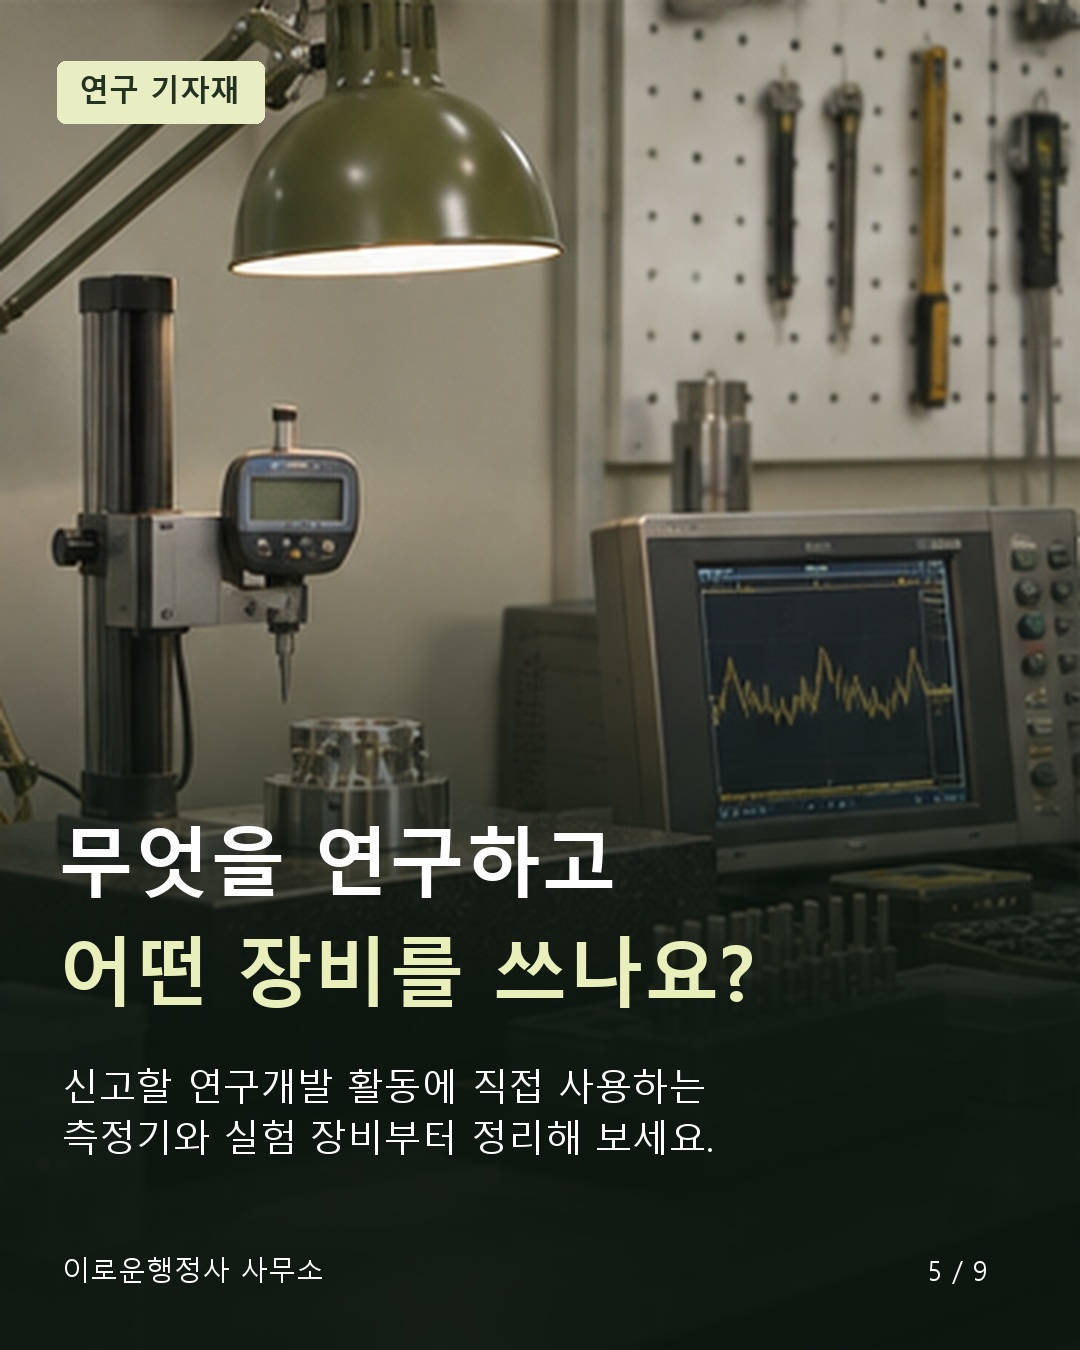 연구 기자재
무엇을 연구하고
어떤 장비를 쓰나요?
신고할 연구개발 활동에 직접 사용하는
측정기와 실험 장비부터 정리해 보세요.
이로운행정사 사무소
5 / 9